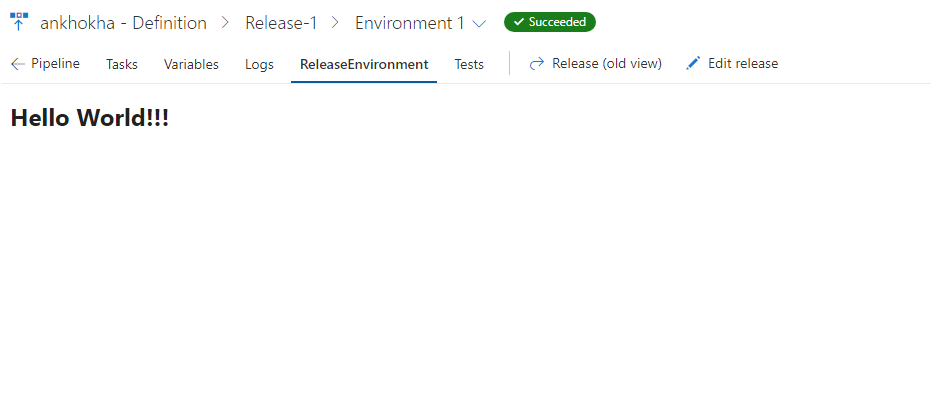 ankhokha - Definition > Release-1 > Environment 1 Succeeded
Pipeline Tasks Variables Logs ReleaseEnvironment Tests Release (old view) Edit release
Hello World!!!